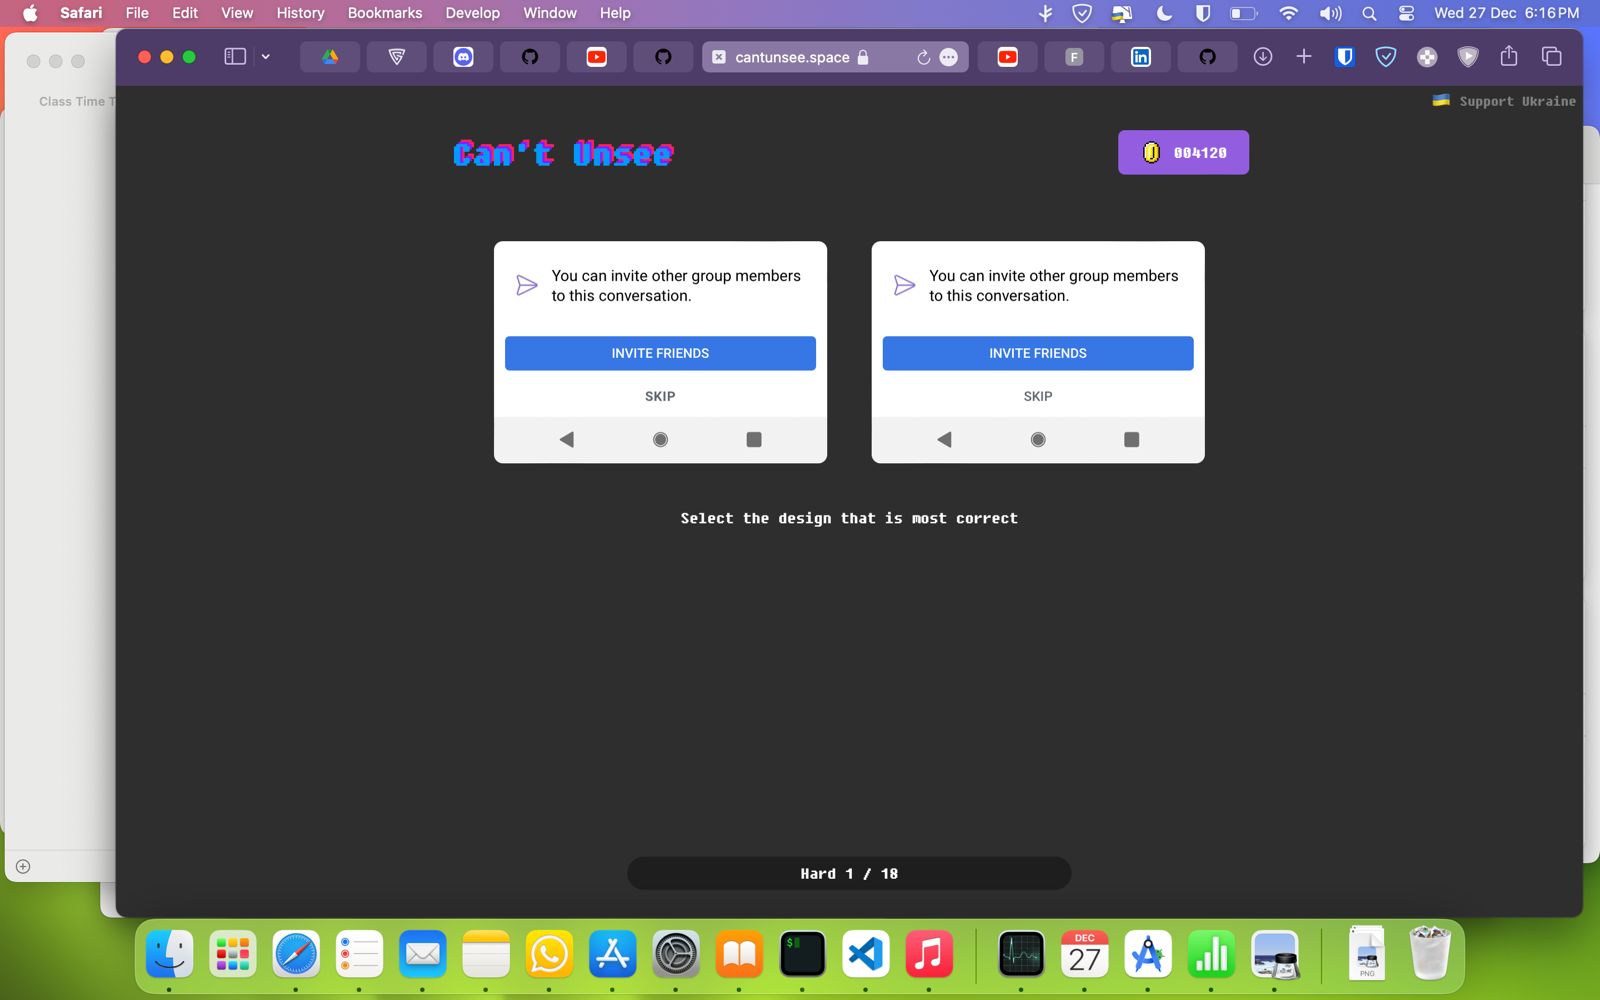 Safari File Edit View History Bookmarks Develop Window Help Wed 27 Dec 6:16 PM
Class Time T
cantunsee.space
F
in
Support Ukraine
Can't Unsee
004120
You can invite other group members
to this conversation.
INVITE FRIENDS
SKIP
You can invite other group members
to this conversation.
INVITE FRIENDS
SKIP
Select the design that is most correct
Hard 1 / 18
$
DEC
27
PNG